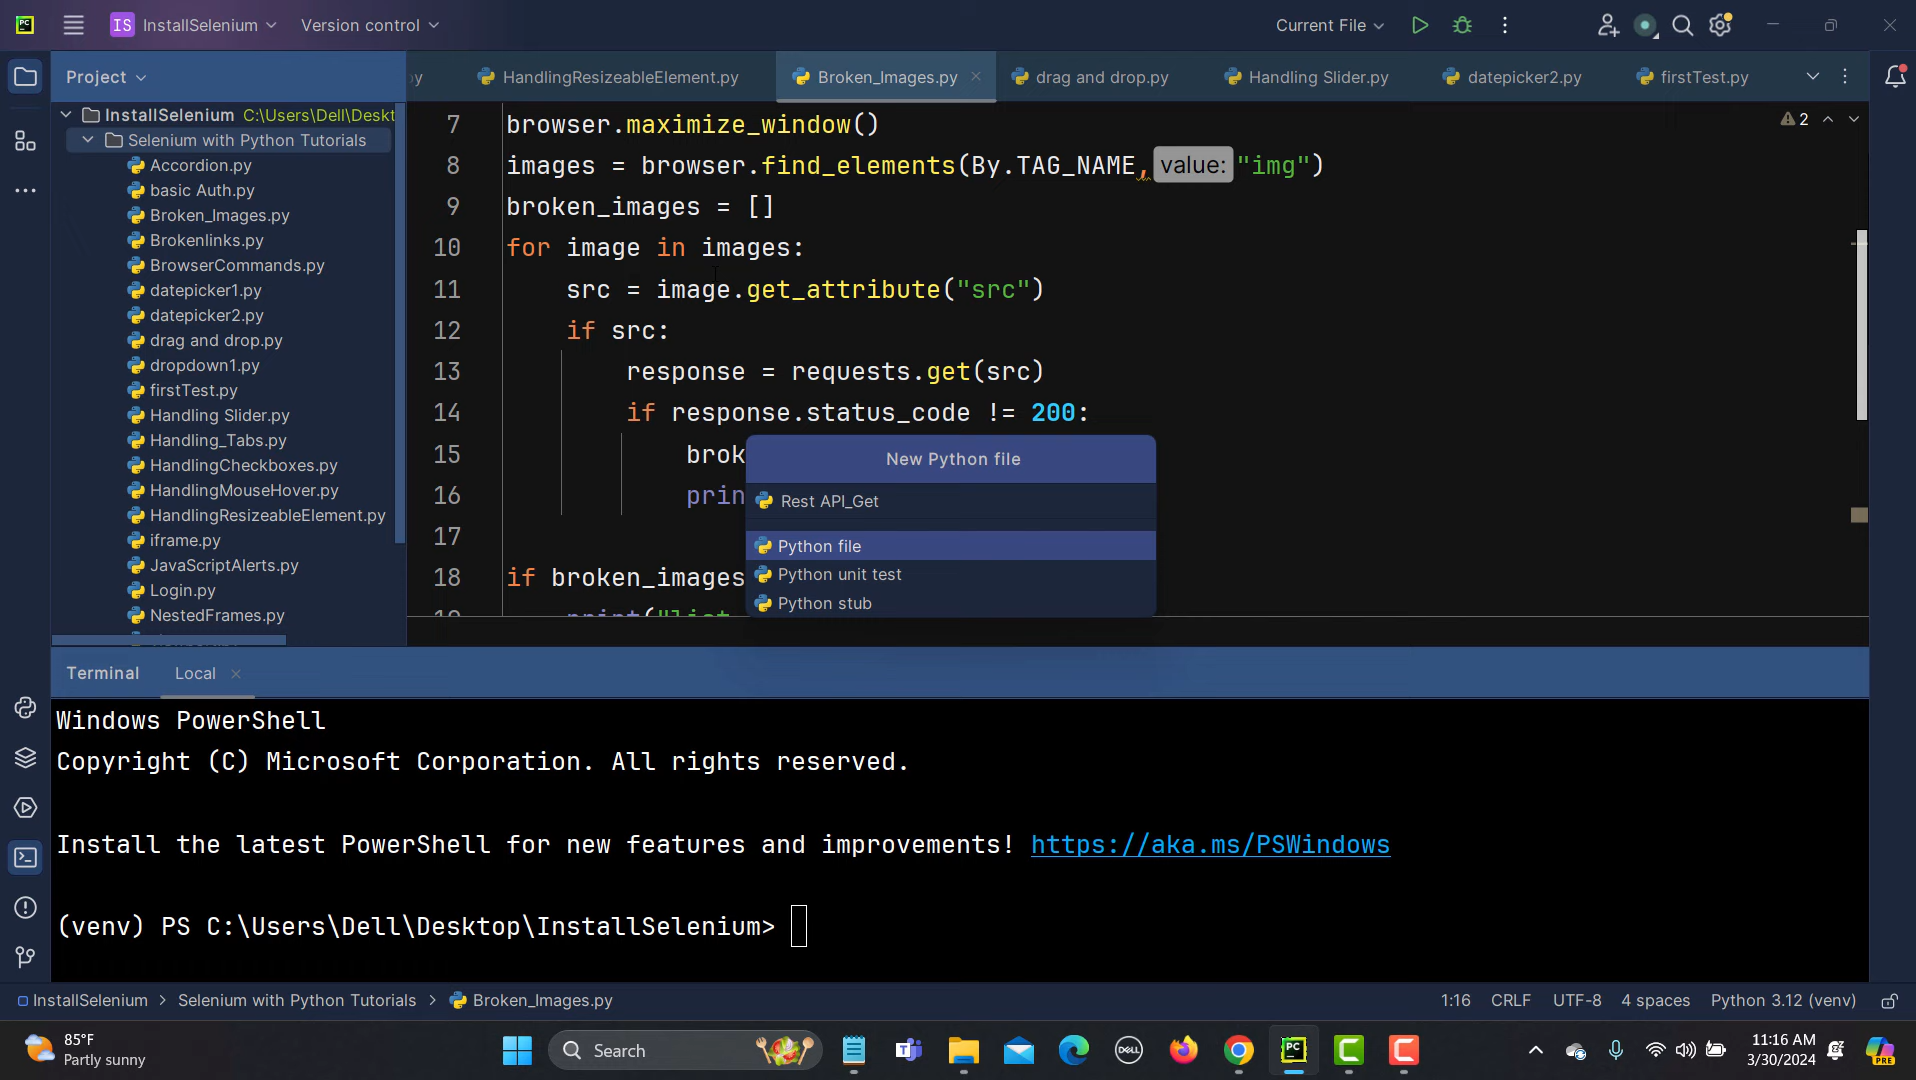 PC
IS InstallSelenium
Version control
Current File
Project
y
HandlingResizeableElement.py
Broken_Images.py
drag and drop.py
Handling Slider.py
datepicker2.py
firstTest.py
InstallSelenium C:\Users\Dell\Deskt
Selenium with Python Tutorials
Accordion.py
basic Auth.py
Broken_Images.py
Brokenlinks.py
BrowserCommands.py
datepicker1.py
datepicker2.py
drag and drop.py
dropdown1.py
firstTest.py
Handling Slider.py
Handling_Tabs.py
HandlingCheckboxes.py
HandlingMouseHover.py
HandlingResizeableElement.py
iframe.py
JavaScriptAlerts.py
Login.py
NestedFrames.py
2
7 browser.maximize_window()
8 images = browser.find_elements(By.TAG_NAME, value: "img")
9 broken_images = []
10 for image in images:
11 src = image.get_attribute("src")
12 if src:
13 response = requests.get(src)
14 if response.status_code != 200:
15 brok
16 prin
17
18 if broken_images
19 print("list
New Python file
Rest API_Get
Python file
Python unit test
Python stub
Terminal
Local
Windows PowerShell
Copyright (C) Microsoft Corporation. All rights reserved.
Install the latest PowerShell for new features and improvements! https://aka.ms/PSWindows
(venv) PS C:\Users\Dell\Desktop\InstallSelenium>
InstallSelenium > Selenium with Python Tutorials > Broken_Images.py
1:16 CRLF UTF-8 4 spaces Python 3.12 (venv)
85°F
Partly sunny
Search
DELL
PC
11:16 AM
3/30/2024
PRE